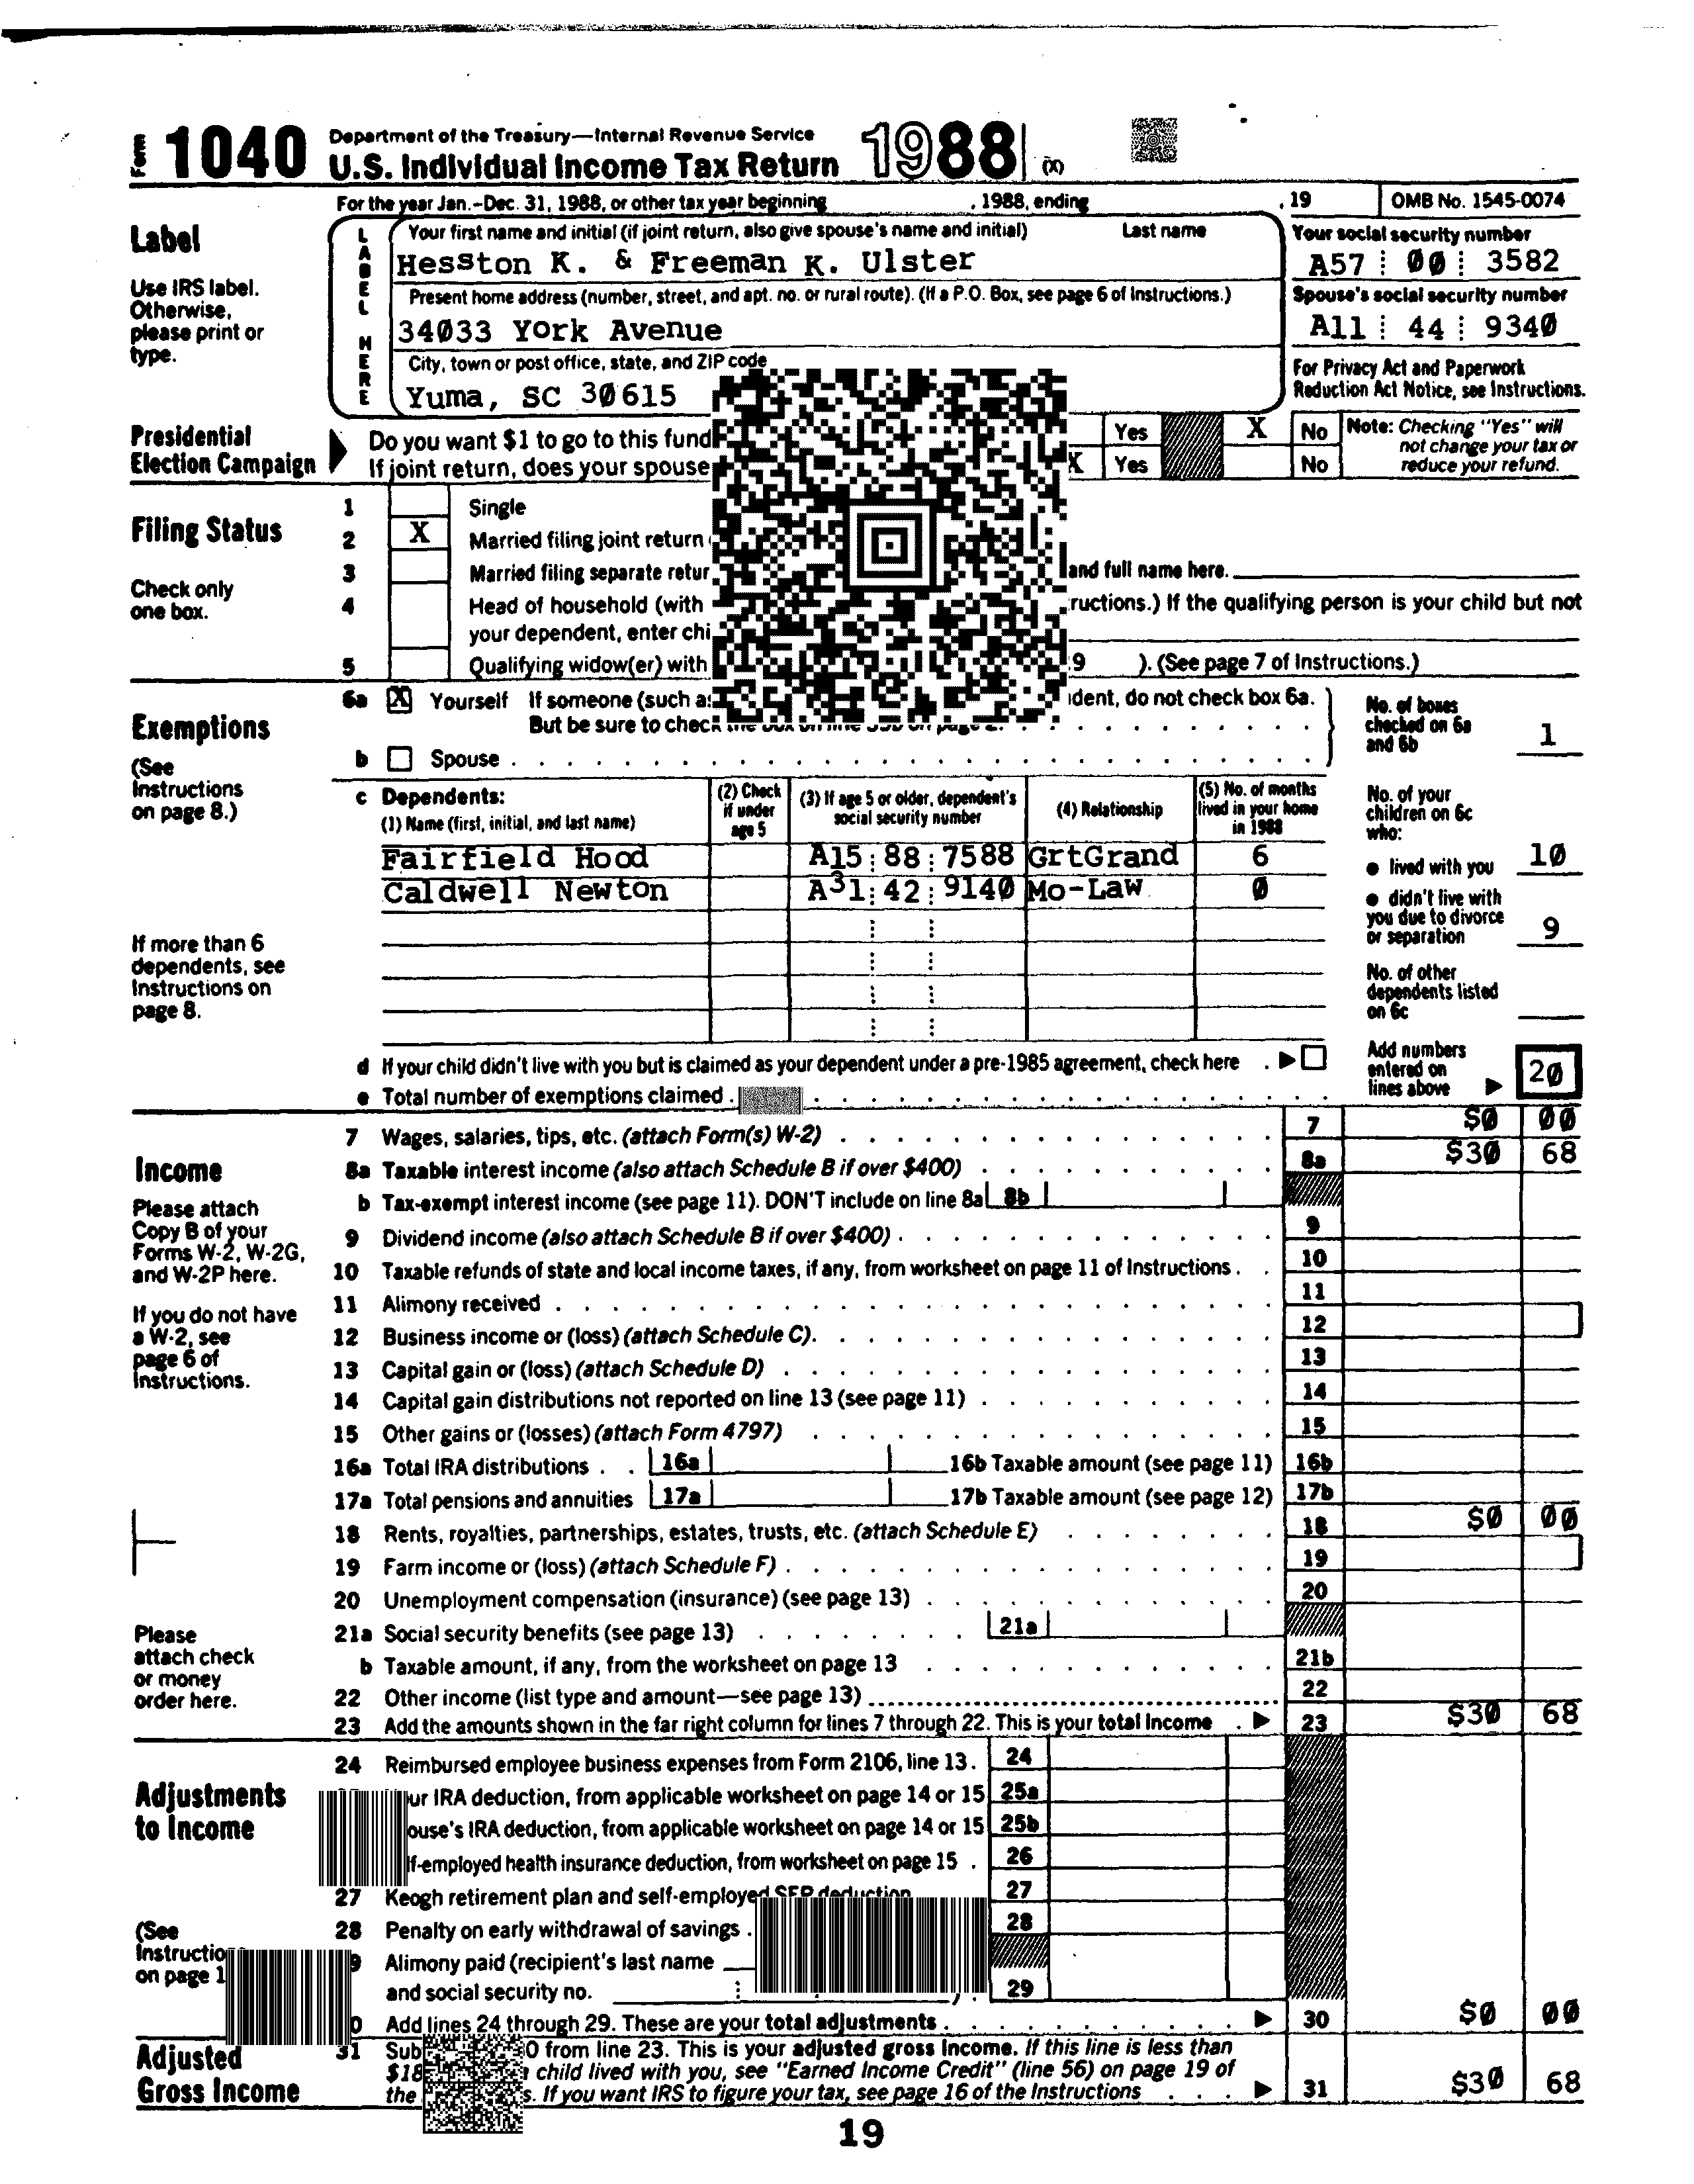 Form 1040 Department of the Treasury—Internal Revenue Service
U.S. Individual Income Tax Return 1988 (X)
For the year Jan.–Dec. 31, 1988, or other tax year beginning , 1988, ending , 19 OMB No. 1545-0074
Label
Use IRS label.
Otherwise,
please print or
type.
LABEL HERE
Your first name and initial (if joint return, also give spouse's name and initial) Last name
Hesston K. & Freeman K. Ulster
Present home address (number, street, and apt. no. or rural route). (If a P.O. Box, see page 6 of Instructions.)
34033 York Avenue
City, town or post office, state, and ZIP code
Yuma, SC 30615
Your social security number
A57 00 3582
Spouse's social security number
A11 44 9340
For Privacy Act and Paperwork
Reduction Act Notice, see Instructions.
Presidential
Election Campaign
Do you want $1 to go to this fund Yes X No
If joint return, does your spouse X Yes No
Note: Checking "Yes" will
not change your tax or
reduce your refund.
Filing Status
Check only
one box.
1 Single
2 X Married filing joint return
3 Married filing separate retur and full name here.
4 Head of household (with ructions.) If the qualifying person is your child but not
your dependent, enter chi
5 Qualifying widow(er) with 9 ). (See page 7 of Instructions.)
Exemptions
(See
Instructions
on page 8.)
6a X Yourself If someone (such as dent, do not check box 6a.
But be sure to check the box on line 33b on page 2.
b Spouse
No. of boxes
checked on 6a
and 6b 1
c Dependents:
(1) Name (first, initial, and last name)
(2) Check
if under
age 5
(3) If age 5 or older, dependent's
social security number
(4) Relationship
(5) No. of months
lived in your home
in 1988
Fairfield Hood A15 88 7588 GrtGrand 6
Caldwell Newton A31 42 9140 Mo-Law 0
No. of your
children on 6c
who:
● lived with you 10
● didn't live with
you due to divorce
or separation 9
No. of other
dependents listed
on 6c
If more than 6
dependents, see
Instructions on
page 8.
d If your child didn't live with you but is claimed as your dependent under a pre-1985 agreement, check here
e Total number of exemptions claimed
Add numbers
entered on
lines above 20
Income
Please attach
Copy B of your
Forms W-2, W-2G,
and W-2P here.
If you do not have
a W-2, see
page 6 of
Instructions.
Please
attach check
or money
order here.
7 Wages, salaries, tips, etc. (attach Form(s) W-2) 7 $0 00
8a Taxable interest income (also attach Schedule B if over $400) 8a $30 68
b Tax-exempt interest income (see page 11). DON'T include on line 8a 8b
9 Dividend income (also attach Schedule B if over $400) 9
10 Taxable refunds of state and local income taxes, if any, from worksheet on page 11 of Instructions 10
11 Alimony received 11
12 Business income or (loss) (attach Schedule C) 12
13 Capital gain or (loss) (attach Schedule D) 13
14 Capital gain distributions not reported on line 13 (see page 11) 14
15 Other gains or (losses) (attach Form 4797) 15
16a Total IRA distributions 16a 16b Taxable amount (see page 11) 16b
17a Total pensions and annuities 17a 17b Taxable amount (see page 12) 17b
18 Rents, royalties, partnerships, estates, trusts, etc. (attach Schedule E) 18 $0 00
19 Farm income or (loss) (attach Schedule F) 19
20 Unemployment compensation (insurance) (see page 13) 20
21a Social security benefits (see page 13) 21a
b Taxable amount, if any, from the worksheet on page 13 21b
22 Other income (list type and amount—see page 13) 22
23 Add the amounts shown in the far right column for lines 7 through 22. This is your total income 23 $30 68
Adjustments
to Income
(See
Instructio
on page 1
24 Reimbursed employee business expenses from Form 2106, line 13. 24
ur IRA deduction, from applicable worksheet on page 14 or 15 25a
ouse's IRA deduction, from applicable worksheet on page 14 or 15 25b
lf-employed health insurance deduction, from worksheet on page 15 26
27 Keogh retirement plan and self-employed SEP deduction 27
28 Penalty on early withdrawal of savings 28
9 Alimony paid (recipient's last name
and social security no. ) 29
0 Add lines 24 through 29. These are your total adjustments 30 $0 00
Adjusted
Gross Income
31 Sub 0 from line 23. This is your adjusted gross income. If this line is less than
$18 child lived with you, see "Earned Income Credit" (line 56) on page 19 of
the s. If you want IRS to figure your tax, see page 16 of the Instructions 31 $30 68
19